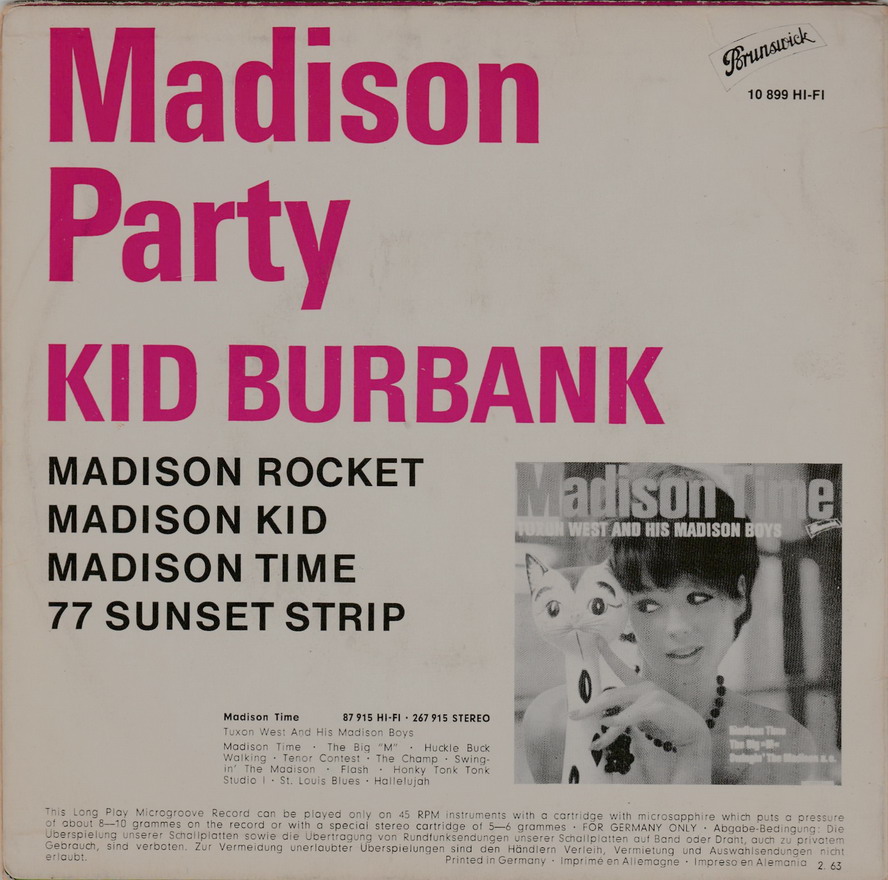 Madison
Brunswick
10 899 HI-FI
Party
KID BURBANK
MADISON ROCKET
MADISON KID
MADISON TIME
77 SUNSET STRIP
Madison Time
TUXON WEST AND HIS MADISON BOYS
Madison Time
The Big »M«
Swingin' The Madison u. a.
Madison Time 87 915 HI-FI · 267 915 STEREO
Tuxon West And His Madison Boys
Madison Time · The Big "M" · Huckle Buck
Walking · Tenor Contest · The Champ · Swing-
in' The Madison · Flash · Honky Tonk Tonk
Studio I · St. Louis Blues · Hallelujah
This Long Play Microgroove Record can be played only on 45 RPM instruments with a cartridge with microsapphire which puts a pressure
of about 8—10 grammes on the record or with a special stereo cartridge of 5—6 grammes · FOR GERMANY ONLY · Abgabe-Bedingung: Die
Überspielung unserer Schallplatten sowie die Übertragung von Rundfunksendungen unserer Schallplatten auf Band oder Draht, auch zu privatem
Gebrauch, sind verboten. Zur Vermeidung unerlaubter Überspielungen sind den Händlern Verleih, Vermietung und Auswahlsendungen nicht
erlaubt. Printed in Germany · Imprimé en Allemagne · Impreso en Alemania 2. 63